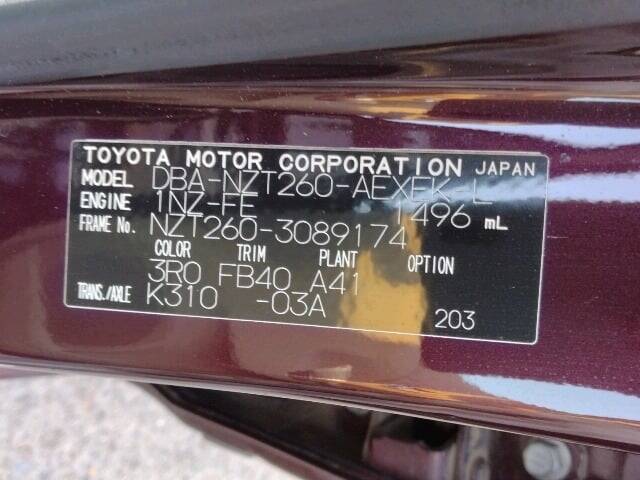 TOYOTA MOTOR CORPORATION JAPAN
MODEL DBA-NZT260-AEXEK-L
ENGINE 1NZ-FE 1496 mL
FRAME No. NZT260-3089174
COLOR TRIM PLANT OPTION
3R0 FB40 A41
TRANS./AXLE K310 -03A
203